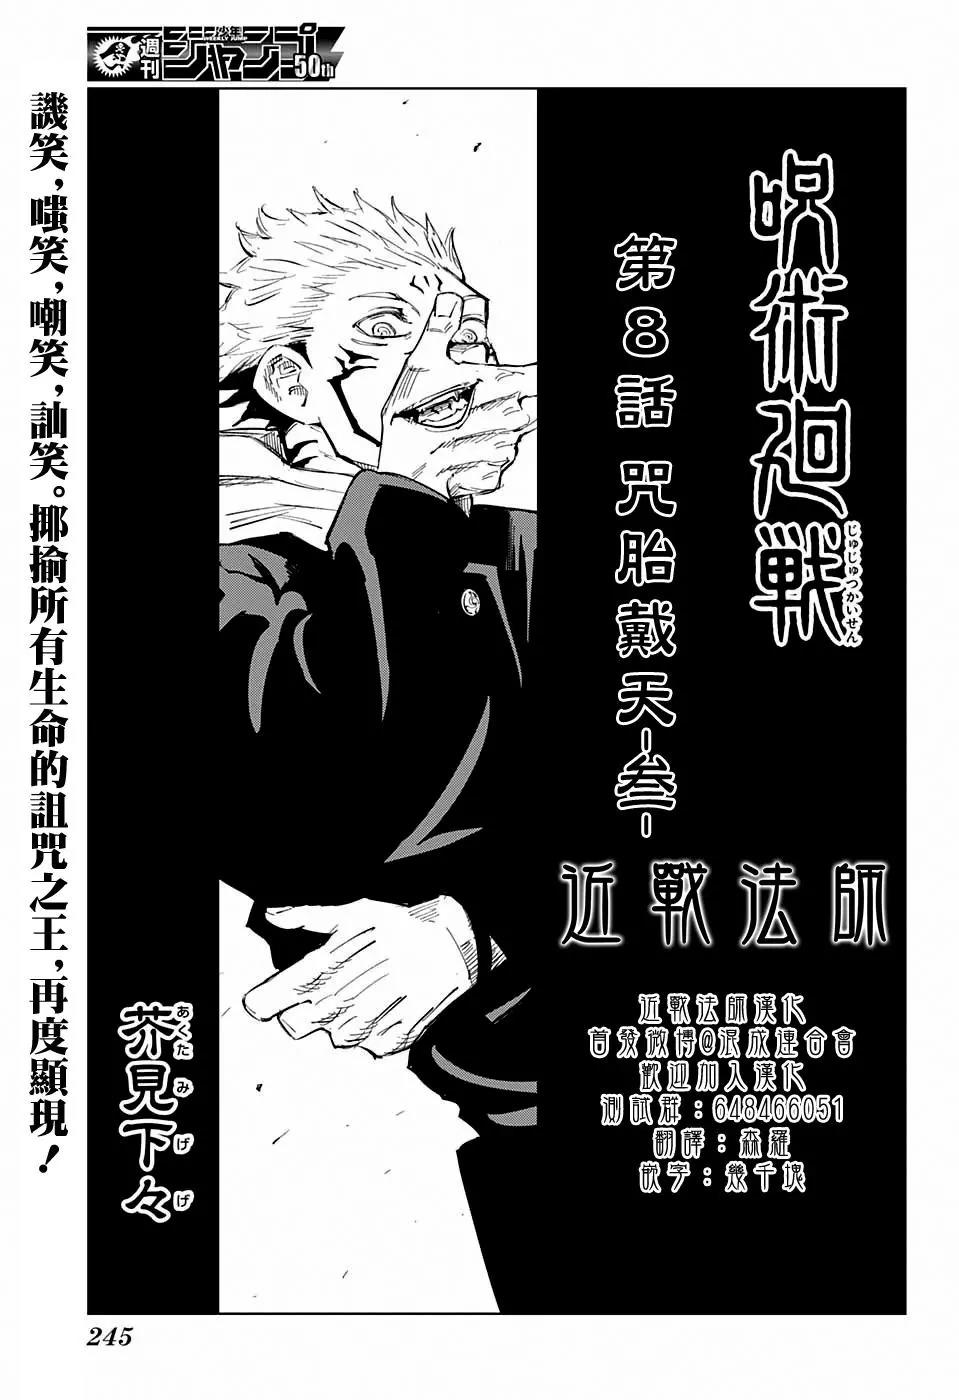 週刊少年ジャンプ
WEEKLY JUMP
50th
呪術廻戦
じゅじゅつかいせん
第8話 咒胎戴天-叁-
近戰法師
近戰法師漢化
首發微博@混成連合會
歡迎加入漢化
測試群：648466051
翻譯：森羅
嵌字：幾千塊
芥見下々
あくたみげげ
譏笑，嗤笑，嘲笑，訕笑。揶揄所有生命的詛咒之王，再度顯現！
245